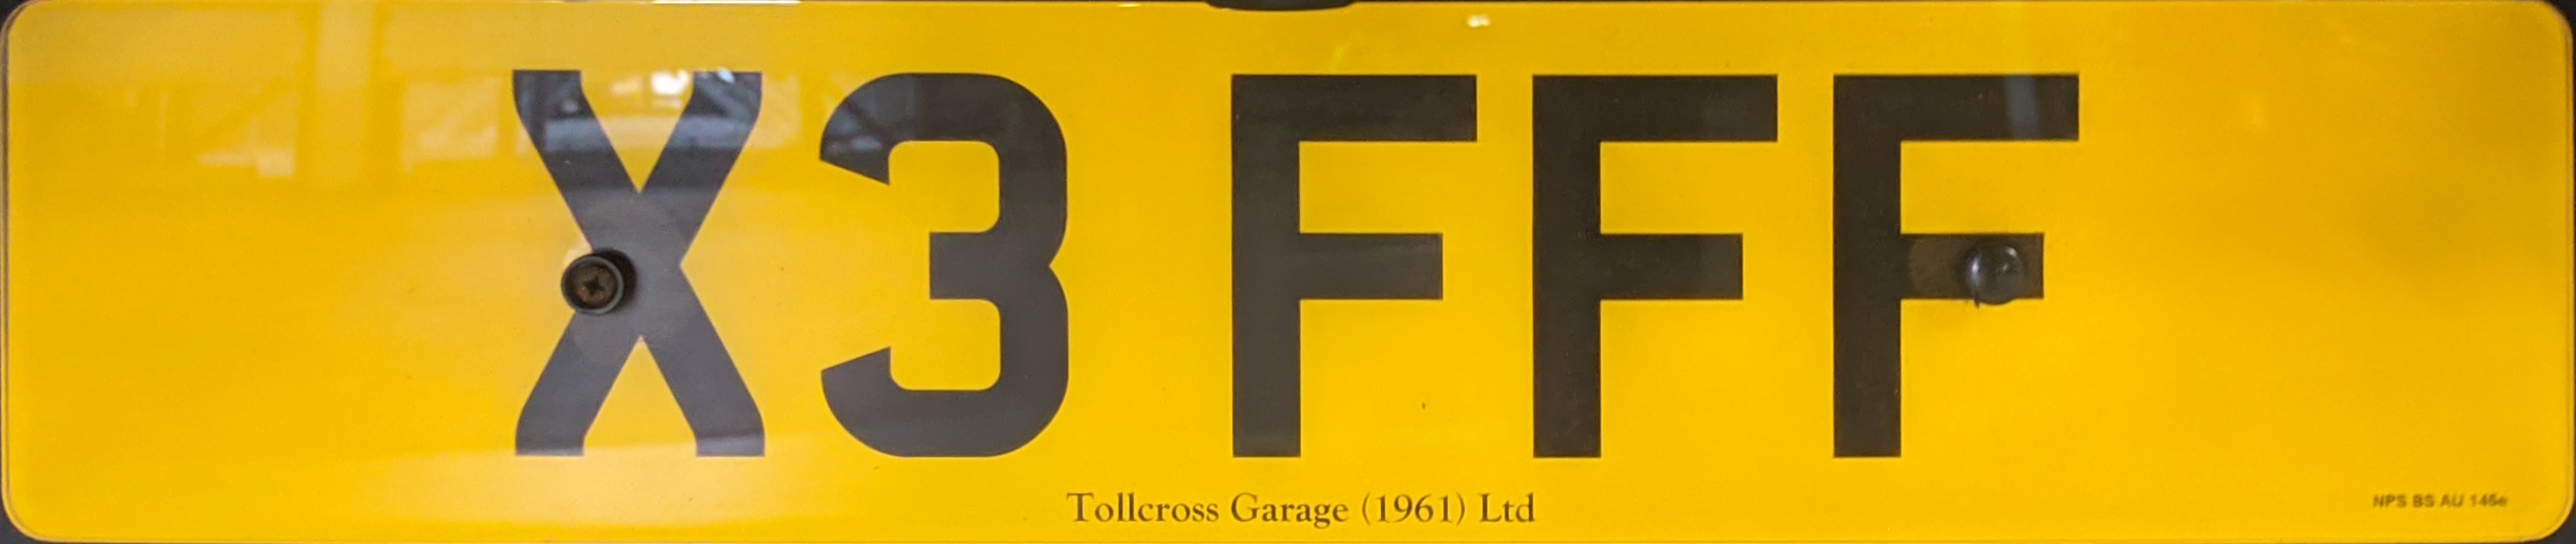 X3 FFF
Tollcross Garage (1961) Ltd
NPS BS AU 145e